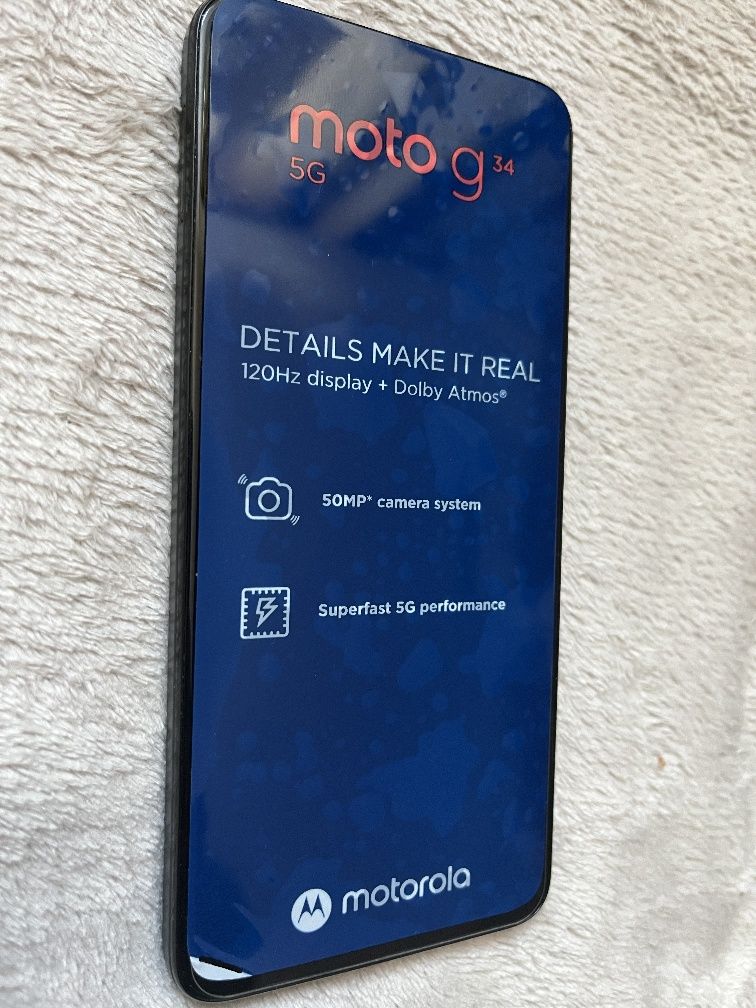 moto g 34
5G
DETAILS MAKE IT REAL
120Hz display + Dolby Atmos®
50MP* camera system
Superfast 5G performance
motorola